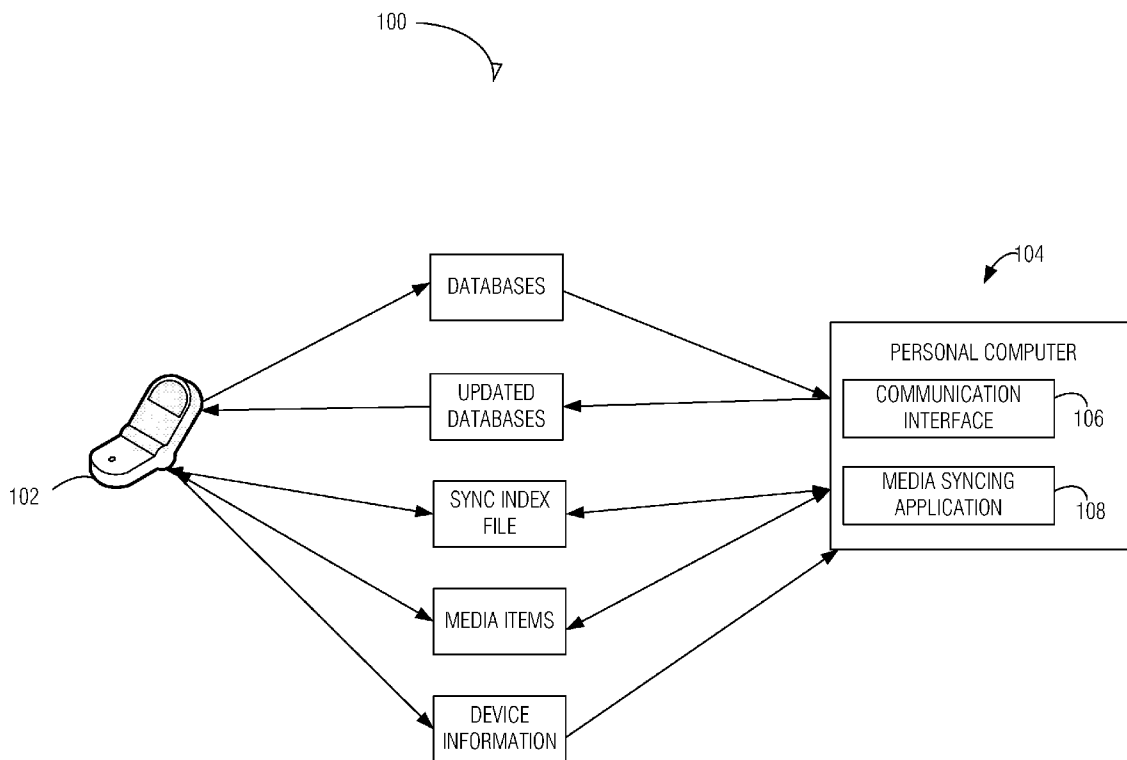 100
104
DATABASES
PERSONAL COMPUTER
UPDATED
DATABASES
COMMUNICATION
INTERFACE
106
102
SYNC INDEX
FILE
MEDIA SYNCING
APPLICATION
108
MEDIA ITEMS
DEVICE
INFORMATION